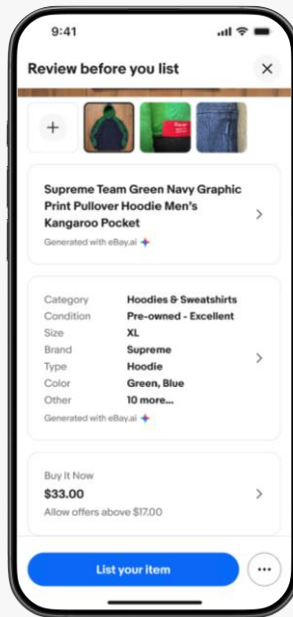 9:41
Review before you list
Supreme Team Green Navy Graphic
Print Pullover Hoodie Men's
Kangaroo Pocket
Generated with eBay.ai
Category Hoodies & Sweatshirts
Condition Pre-owned - Excellent
Size XL
Brand Supreme
Type Hoodie
Color Green, Blue
Other 10 more...
Generated with eBay.ai
Buy It Now
$33.00
Allow offers above $17.00
List your item